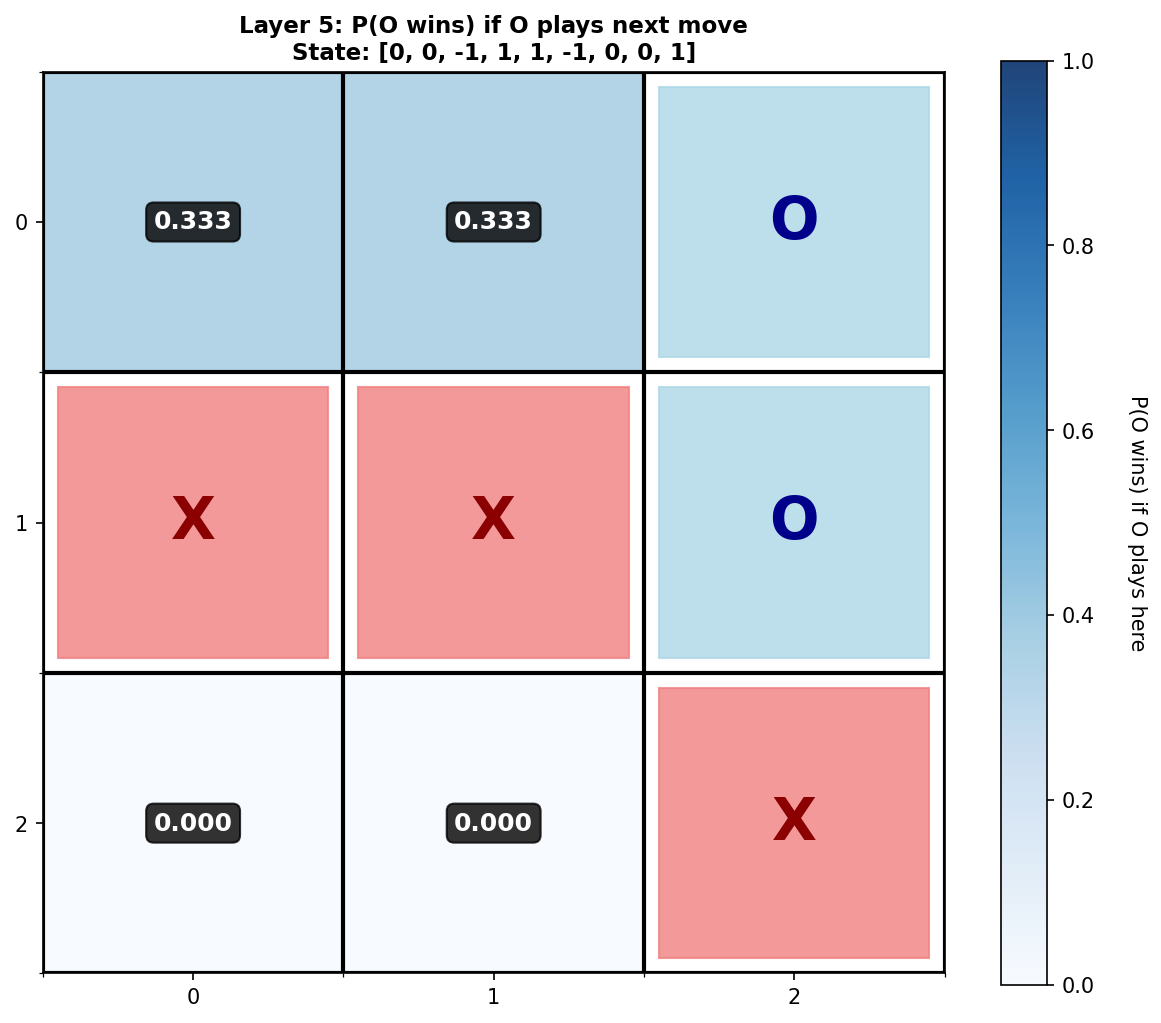 Layer 5: P(O wins) if O plays next move
State: [0, 0, -1, 1, 1, -1, 0, 0, 1]
0
0.333
0.333
O
1
X
X
O
2
0.000
0.000
X
0
1
2
1.0
0.8
0.6
0.4
0.2
0.0
P(O wins) if O plays here